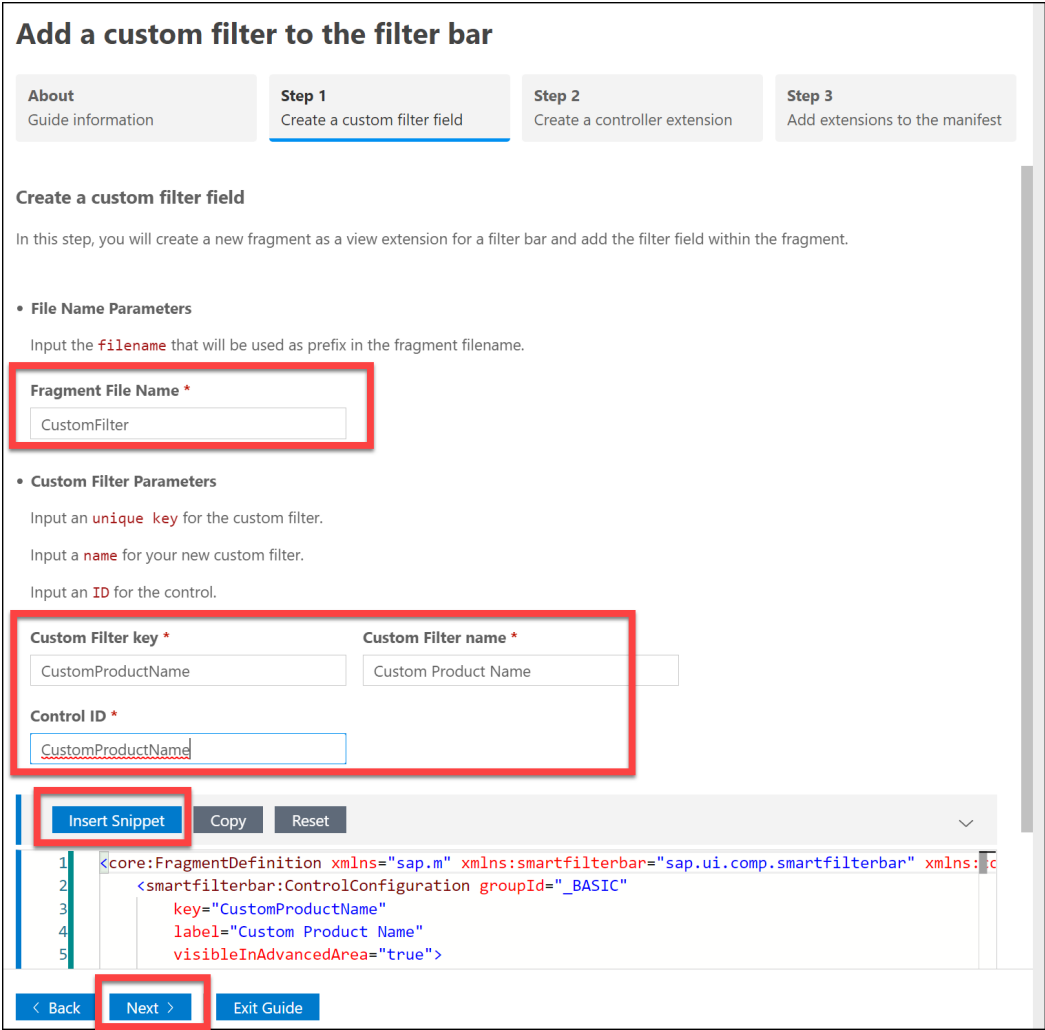 Add a custom filter to the filter bar
About
Guide information
Step 1
Create a custom filter field
Step 2
Create a controller extension
Step 3
Add extensions to the manifest
Create a custom filter field
In this step, you will create a new fragment as a view extension for a filter bar and add the filter field within the fragment.
• File Name Parameters
Input the filename that will be used as prefix in the fragment filename.
Fragment File Name *
CustomFilter
• Custom Filter Parameters
Input an unique key for the custom filter.
Input a name for your new custom filter.
Input an ID for the control.
Custom Filter key * Custom Filter name *
CustomProductName Custom Product Name
Control ID *
CustomProductName
Insert Snippet Copy Reset
1 <core:FragmentDefinition xmlns="sap.m" xmlns:smartfilterbar="sap.ui.comp.smartfilterbar" xmlns:
2 <smartfilterbar:ControlConfiguration groupId="_BASIC"
3 key="CustomProductName"
4 label="Custom Product Name"
5 visibleInAdvancedArea="true">
< Back Next > Exit Guide